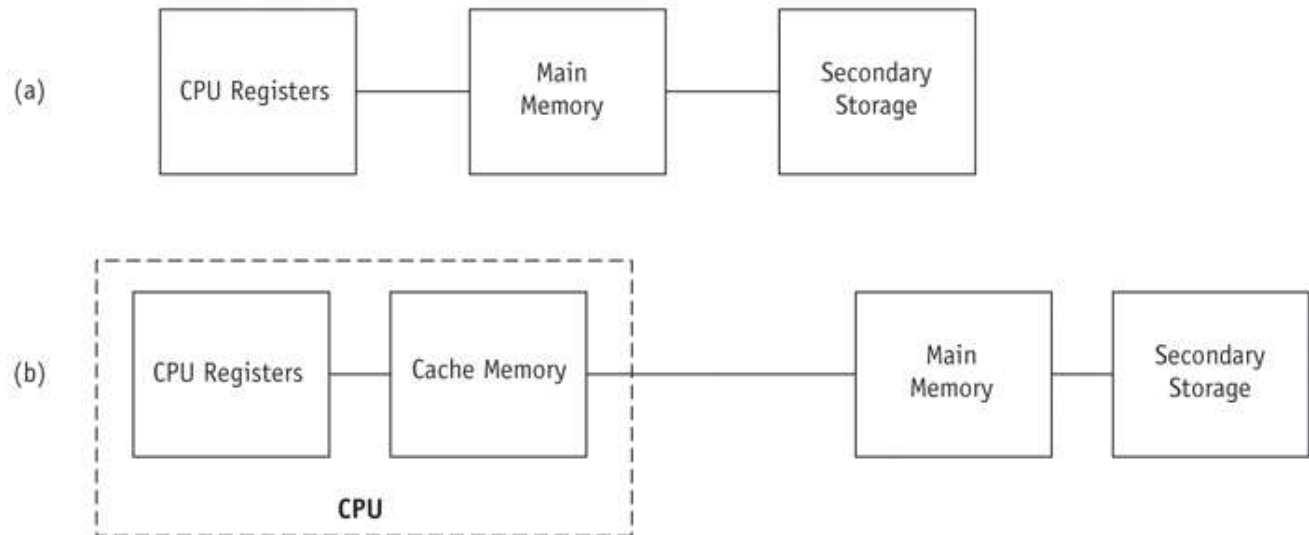 (a)
CPU Registers
Main
Memory
Secondary
Storage
(b)
CPU Registers
Cache Memory
Main
Memory
Secondary
Storage
CPU